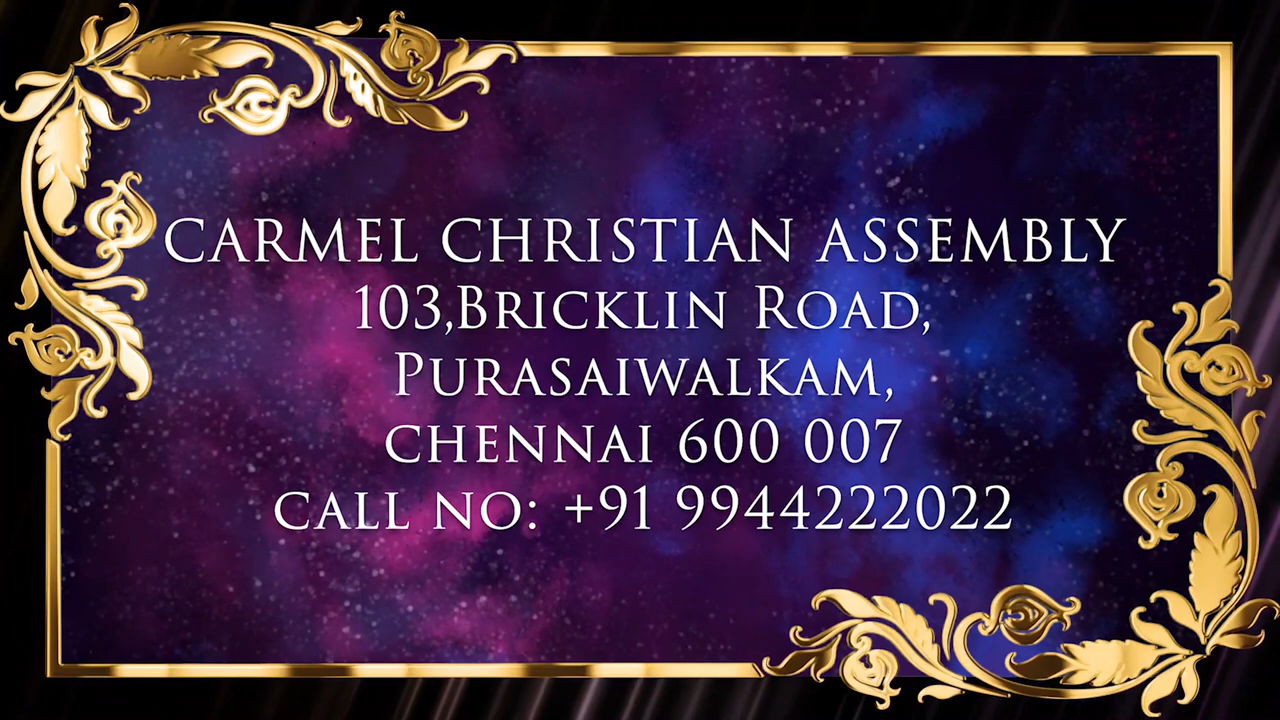 CARMEL CHRISTIAN ASSEMBLY
103,BRICKLIN ROAD,
PURASAIWALKAM,
CHENNAI 600 007
CALL NO: +91 9944222022